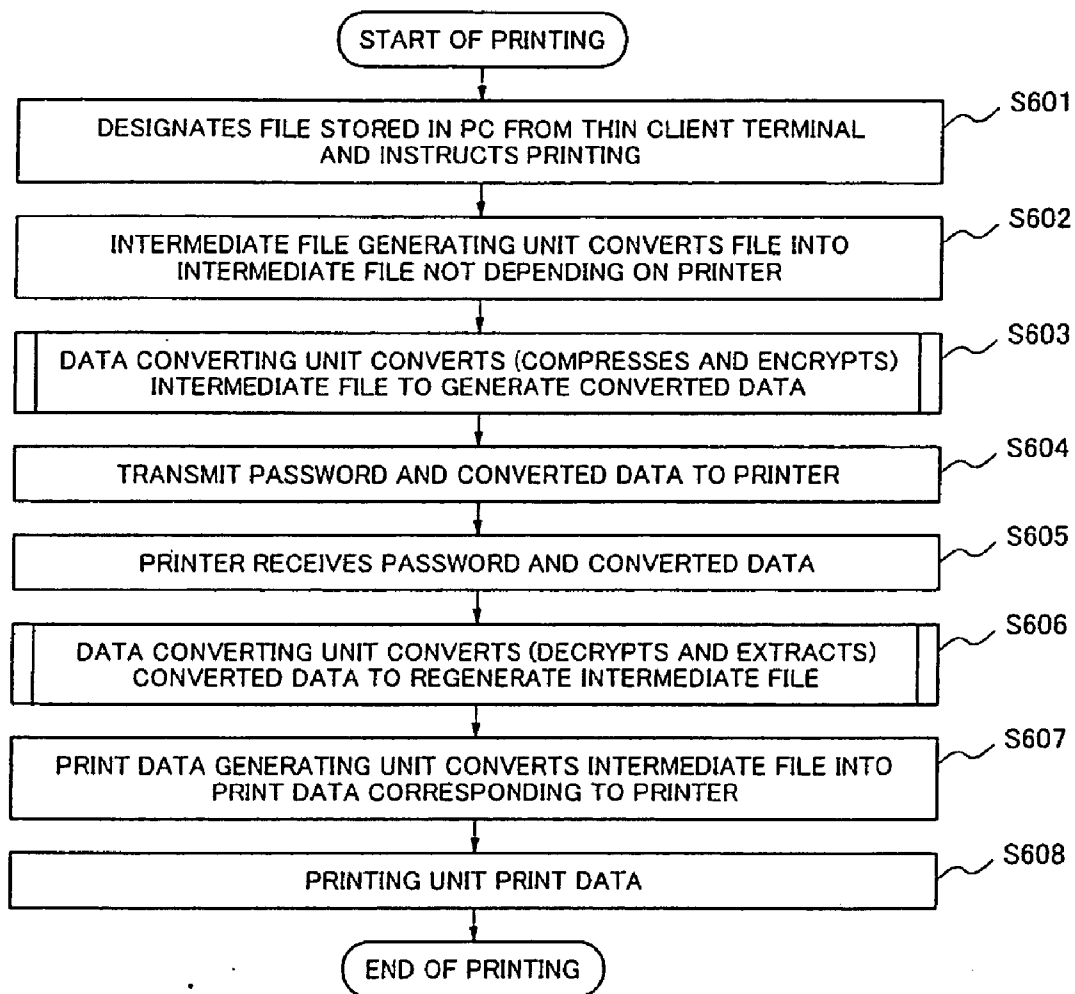 START OF PRINTING
S601
DESIGNATES FILE STORED IN PC FROM THIN CLIENT TERMINAL
AND INSTRUCTS PRINTING
S602
INTERMEDIATE FILE GENERATING UNIT CONVERTS FILE INTO
INTERMEDIATE FILE NOT DEPENDING ON PRINTER
S603
DATA CONVERTING UNIT CONVERTS (COMPRESSES AND ENCRYPTS)
INTERMEDIATE FILE TO GENERATE CONVERTED DATA
S604
TRANSMIT PASSWORD AND CONVERTED DATA TO PRINTER
S605
PRINTER RECEIVES PASSWORD AND CONVERTED DATA
S606
DATA CONVERTING UNIT CONVERTS (DECRYPTS AND EXTRACTS)
CONVERTED DATA TO REGENERATE INTERMEDIATE FILE
S607
PRINT DATA GENERATING UNIT CONVERTS INTERMEDIATE FILE INTO
PRINT DATA CORRESPONDING TO PRINTER
S608
PRINTING UNIT PRINT DATA
END OF PRINTING